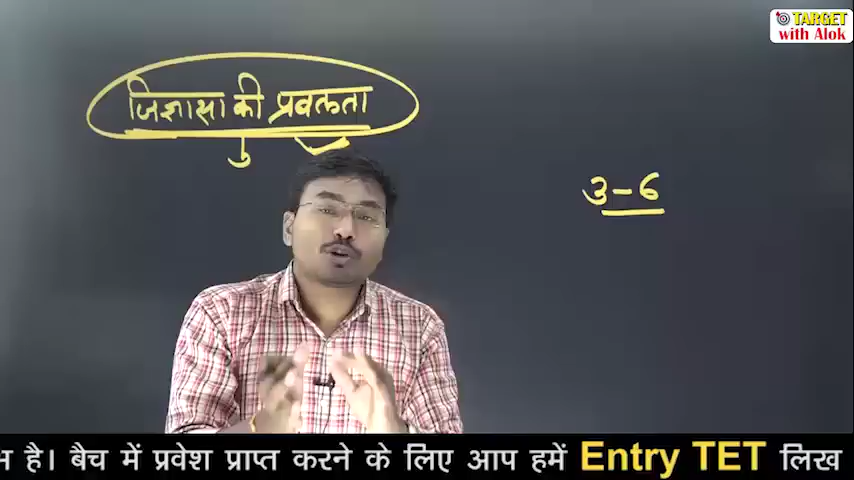 TARGET
with Alok
जिज्ञासा की प्रबलता
3-6
है। बैच में प्रवेश प्राप्त करने के लिए आप हमें Entry TET लिख